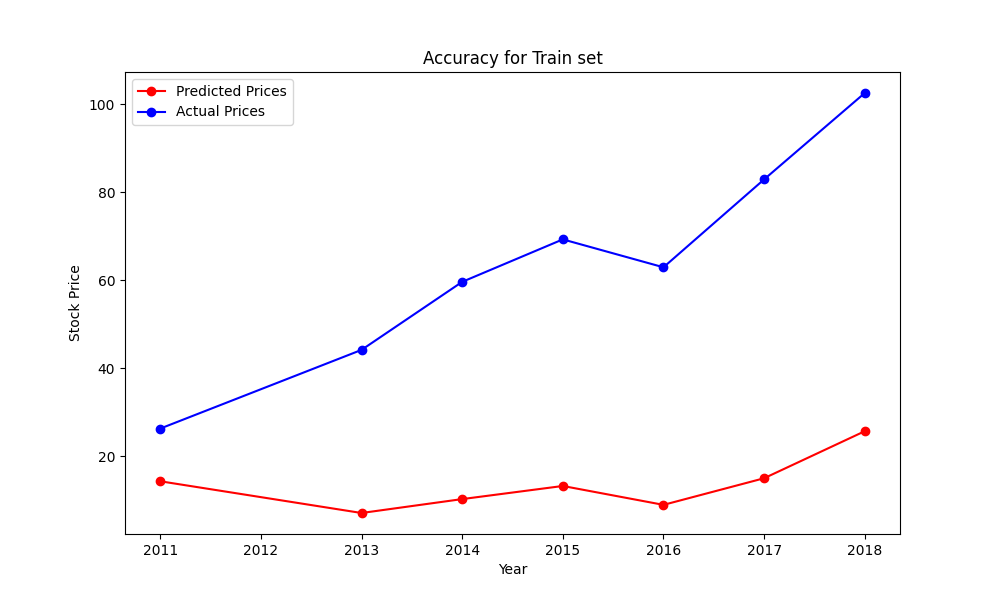 Accuracy for Train set
Predicted Prices
Actual Prices
100
80
60
40
20
Stock Price
2011 2012 2013 2014 2015 2016 2017 2018
Year